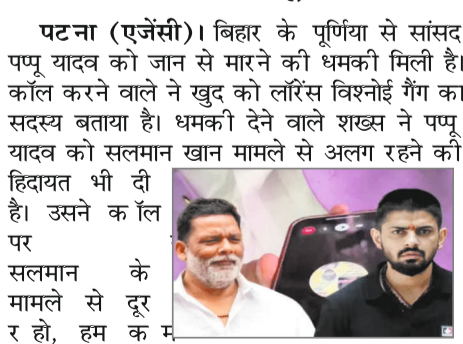 पटना (एजेंसी)। बिहार के पूर्णिया से सांसद
पप्पू यादव को जान से मारने की धमकी मिली है।
कॉल करने वाले ने खुद को लॉरेंस विश्नोई गैंग का
सदस्य बताया है। धमकी देने वाले शख्स ने पप्पू
यादव को सलमान खान मामले से अलग रहने की
हिदायत भी दी
है। उसने क ॉल
पर
सलमान के
मामले से दूर
र हो, हम क